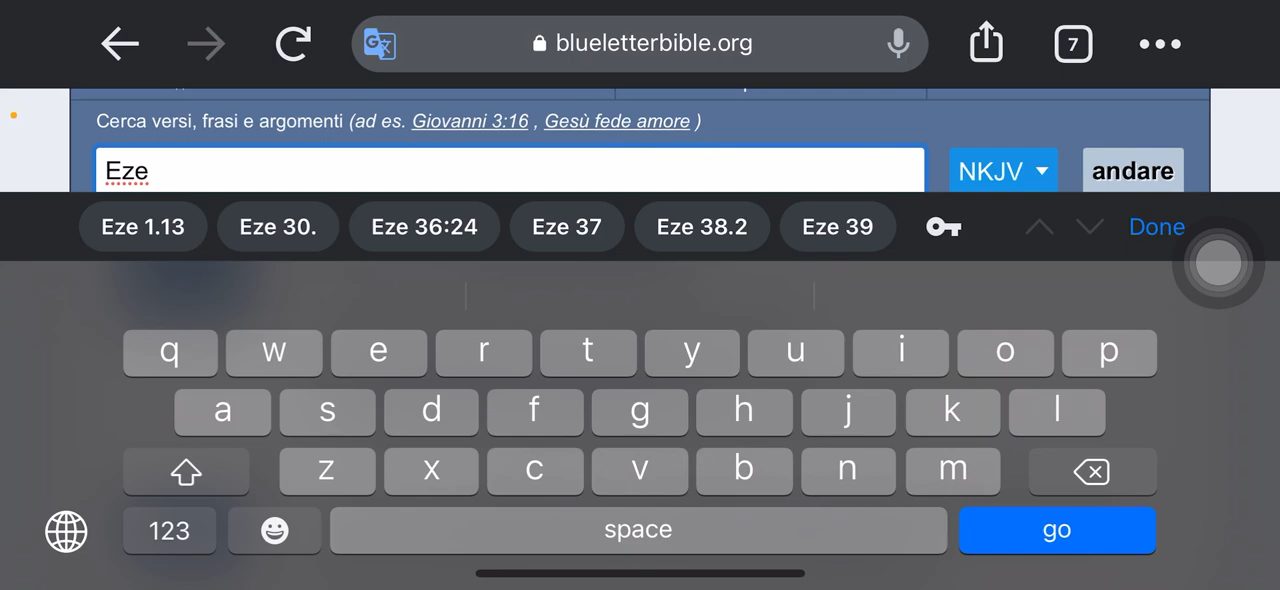 blueletterbible.org 7
Cerca versi, frasi e argomenti (ad es. Giovanni 3:16 , Gesù fede amore )
Eze NKJV andare
Eze 1.13 Eze 30. Eze 36:24 Eze 37 Eze 38.2 Eze 39 Done
q w e r t y u i o p
a s d f g h j k l
z x c v b n m
123 space go